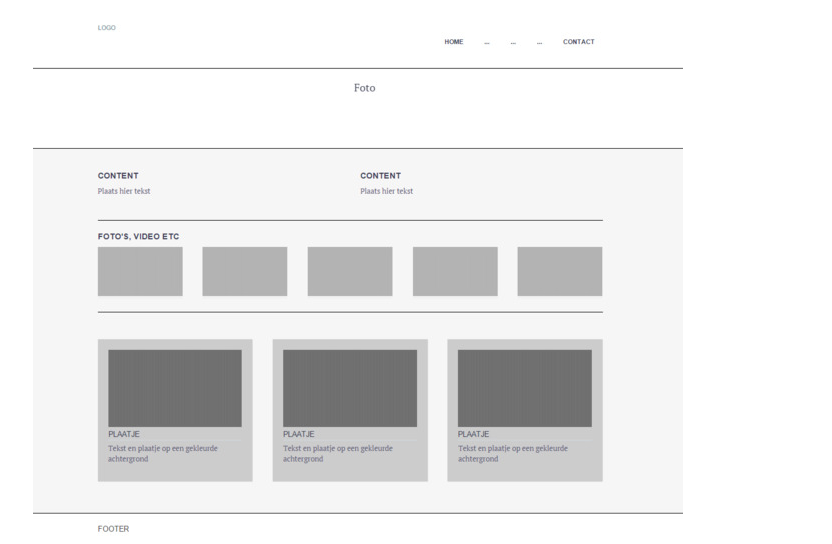 LOGO
HOME ... ... ... CONTACT
Foto
CONTENT
Plaats hier tekst
CONTENT
Plaats hier tekst
FOTO'S, VIDEO ETC
PLAATJE
Tekst en plaatje op een gekleurde
achtergrond
PLAATJE
Tekst en plaatje op een gekleurde
achtergrond
PLAATJE
Tekst en plaatje op een gekleurde
achtergrond
FOOTER